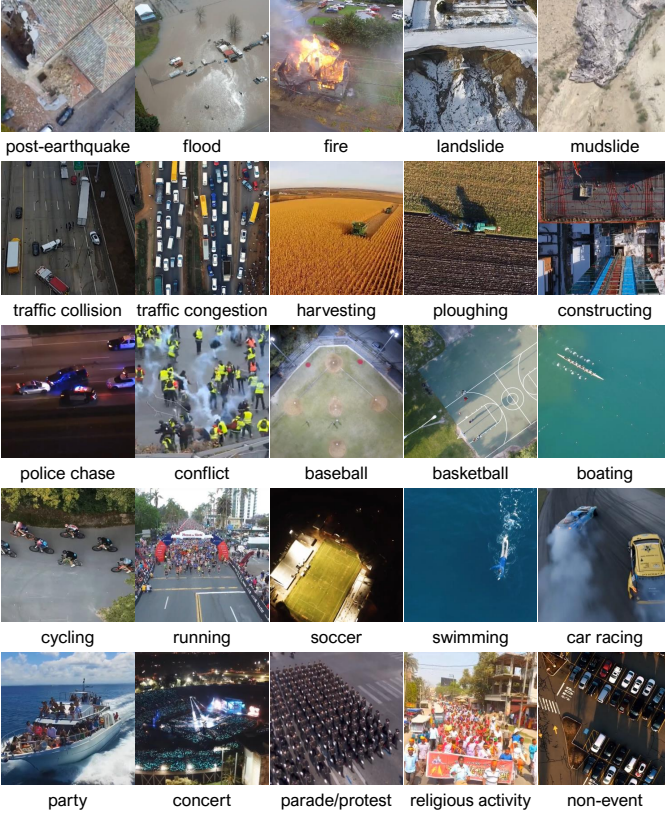 post-earthquake flood fire landslide mudslide
traffic collision traffic congestion harvesting ploughing constructing
police chase conflict baseball basketball boating
cycling running soccer swimming car racing
party concert parade/protest religious activity non-event